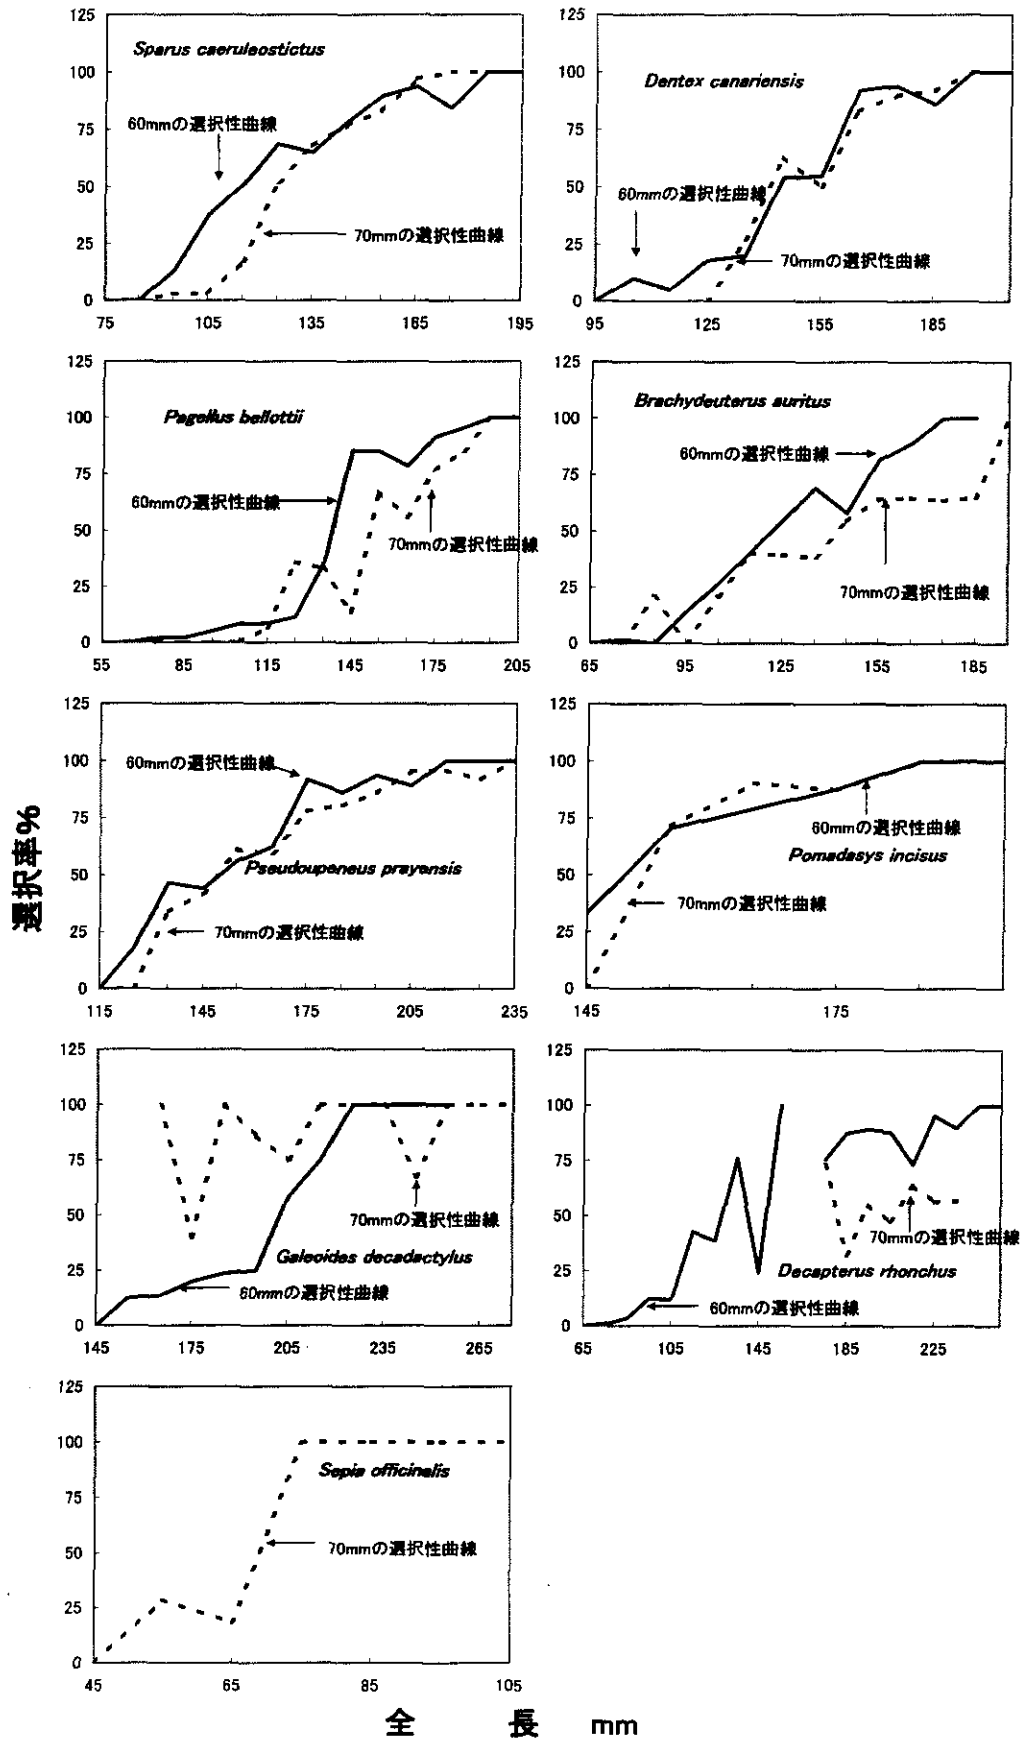 125
100
75
50
25
0
Sparus caeruleostictus
60mmの選択性曲線
70mmの選択性曲線
75 105 135 165 195
125
100
75
50
25
0
Dentex canariensis
60mmの選択性曲線
70mmの選択性曲線
95 125 155 185
125
100
75
50
25
0
Pagellus bellottii
60mmの選択性曲線
70mmの選択性曲線
55 85 115 145 175 205
125
100
75
50
25
0
Brachydeuterus auritus
60mmの選択性曲線
70mmの選択性曲線
65 95 125 155 185
選択率%
125
100
75
50
25
0
60mmの選択性曲線
Pseudoupeneus prayensis
70mmの選択性曲線
115 145 175 205 235
125
100
75
50
25
0
60mmの選択性曲線
Pomadasys incisus
70mmの選択性曲線
145 175
125
100
75
50
25
0
70mmの選択性曲線
Galeoides decadactylus
60mmの選択性曲線
145 175 205 235 265
125
100
75
50
25
0
70mmの選択性曲線
Decapterus rhonchus
60mmの選択性曲線
65 105 145 185 225
125
100
75
50
25
0
Sepia officinalis
70mmの選択性曲線
45 65 85 105
全 長 mm